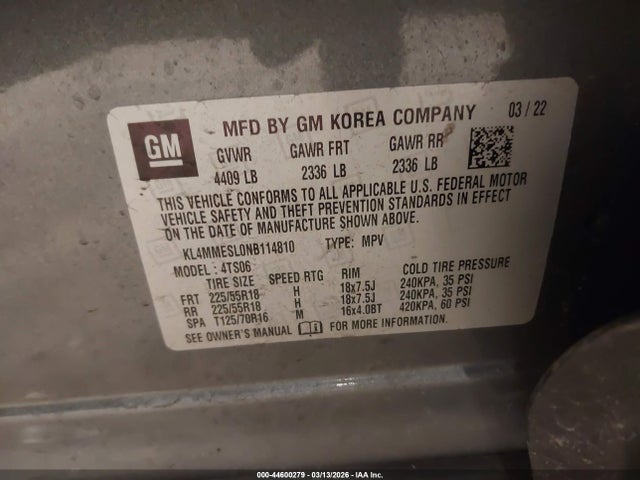 GM
MFD BY GM KOREA COMPANY 03 / 22
GVWR GAWR FRT GAWR RR
4409 LB 2336 LB 2336 LB
THIS VEHICLE CONFORMS TO ALL APPLICABLE U.S. FEDERAL MOTOR
VEHICLE SAFETY AND THEFT PREVENTION STANDARDS IN EFFECT
ON THE DATE OF MANUFACTURE SHOWN ABOVE.
KL4MMESL0NB114810 TYPE: MPV
MODEL : 4TS06
TIRE SIZE SPEED RTG RIM COLD TIRE PRESSURE
FRT 225/55R18 H 18x7.5J 240KPA, 35 PSI
RR 225/55R18 H 18x7.5J 240KPA, 35 PSI
SPA T125/70R16 M 16x4.0BT 420KPA, 60 PSI
SEE OWNER'S MANUAL FOR MORE INFORMATION.
000-44600279 - 03/13/2026 - IAA Inc.